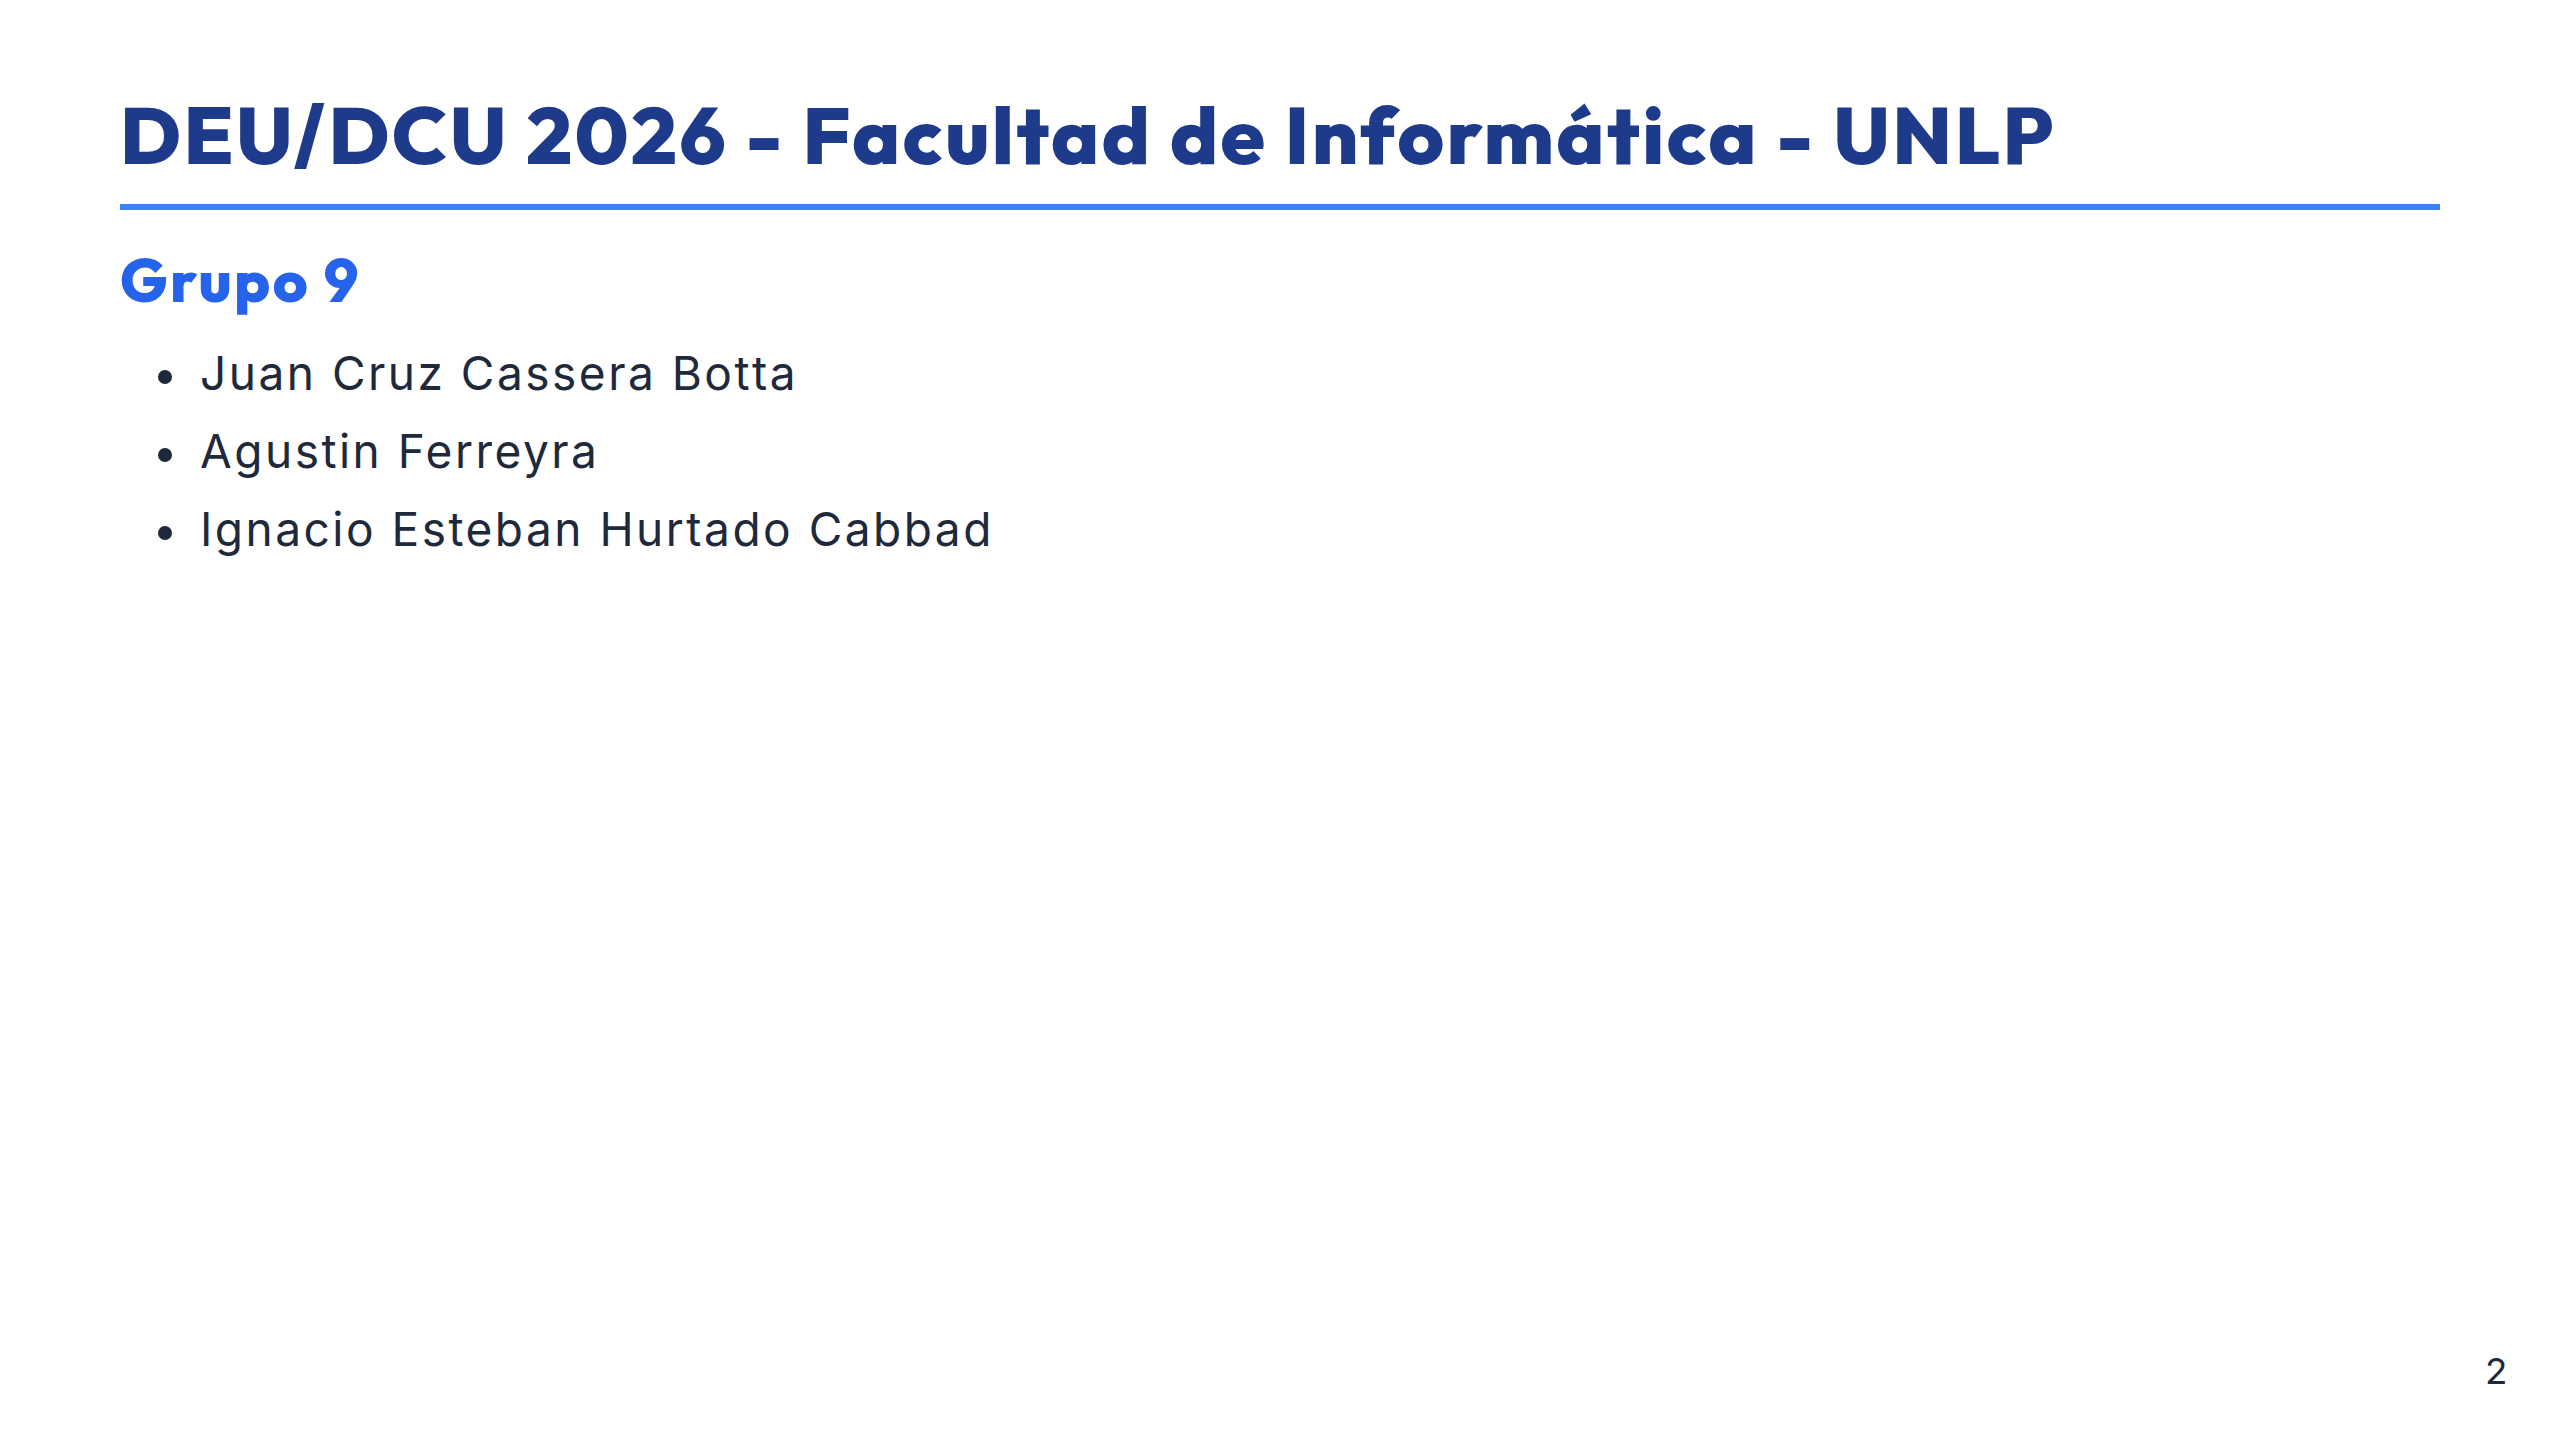 DEU/DCU 2026 - Facultad de Informática - UNLP
Grupo 9
• Juan Cruz Cassera Botta
• Agustin Ferreyra
• Ignacio Esteban Hurtado Cabbad
2